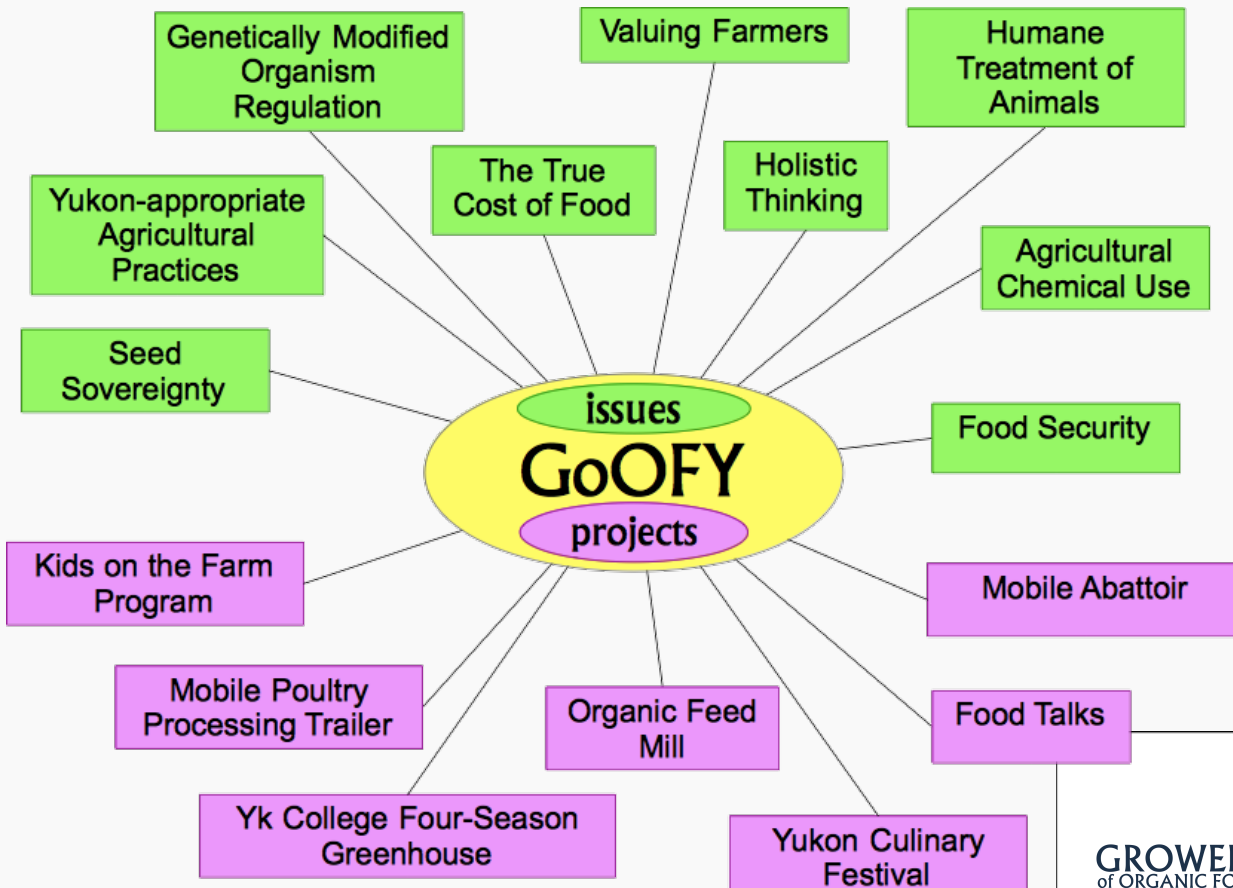 Genetically Modified
Organism
Regulation
Valuing Farmers
Humane
Treatment of
Animals
The True
Cost of Food
Holistic
Thinking
Yukon-appropriate
Agricultural
Practices
Agricultural
Chemical Use
Seed
Sovereignty
Food Security
issues
GoOFY
projects
Kids on the Farm
Program
Mobile Abattoir
Mobile Poultry
Processing Trailer
Organic Feed
Mill
Food Talks
Yk College Four-Season
Greenhouse
Yukon Culinary
Festival
of ORGANIC